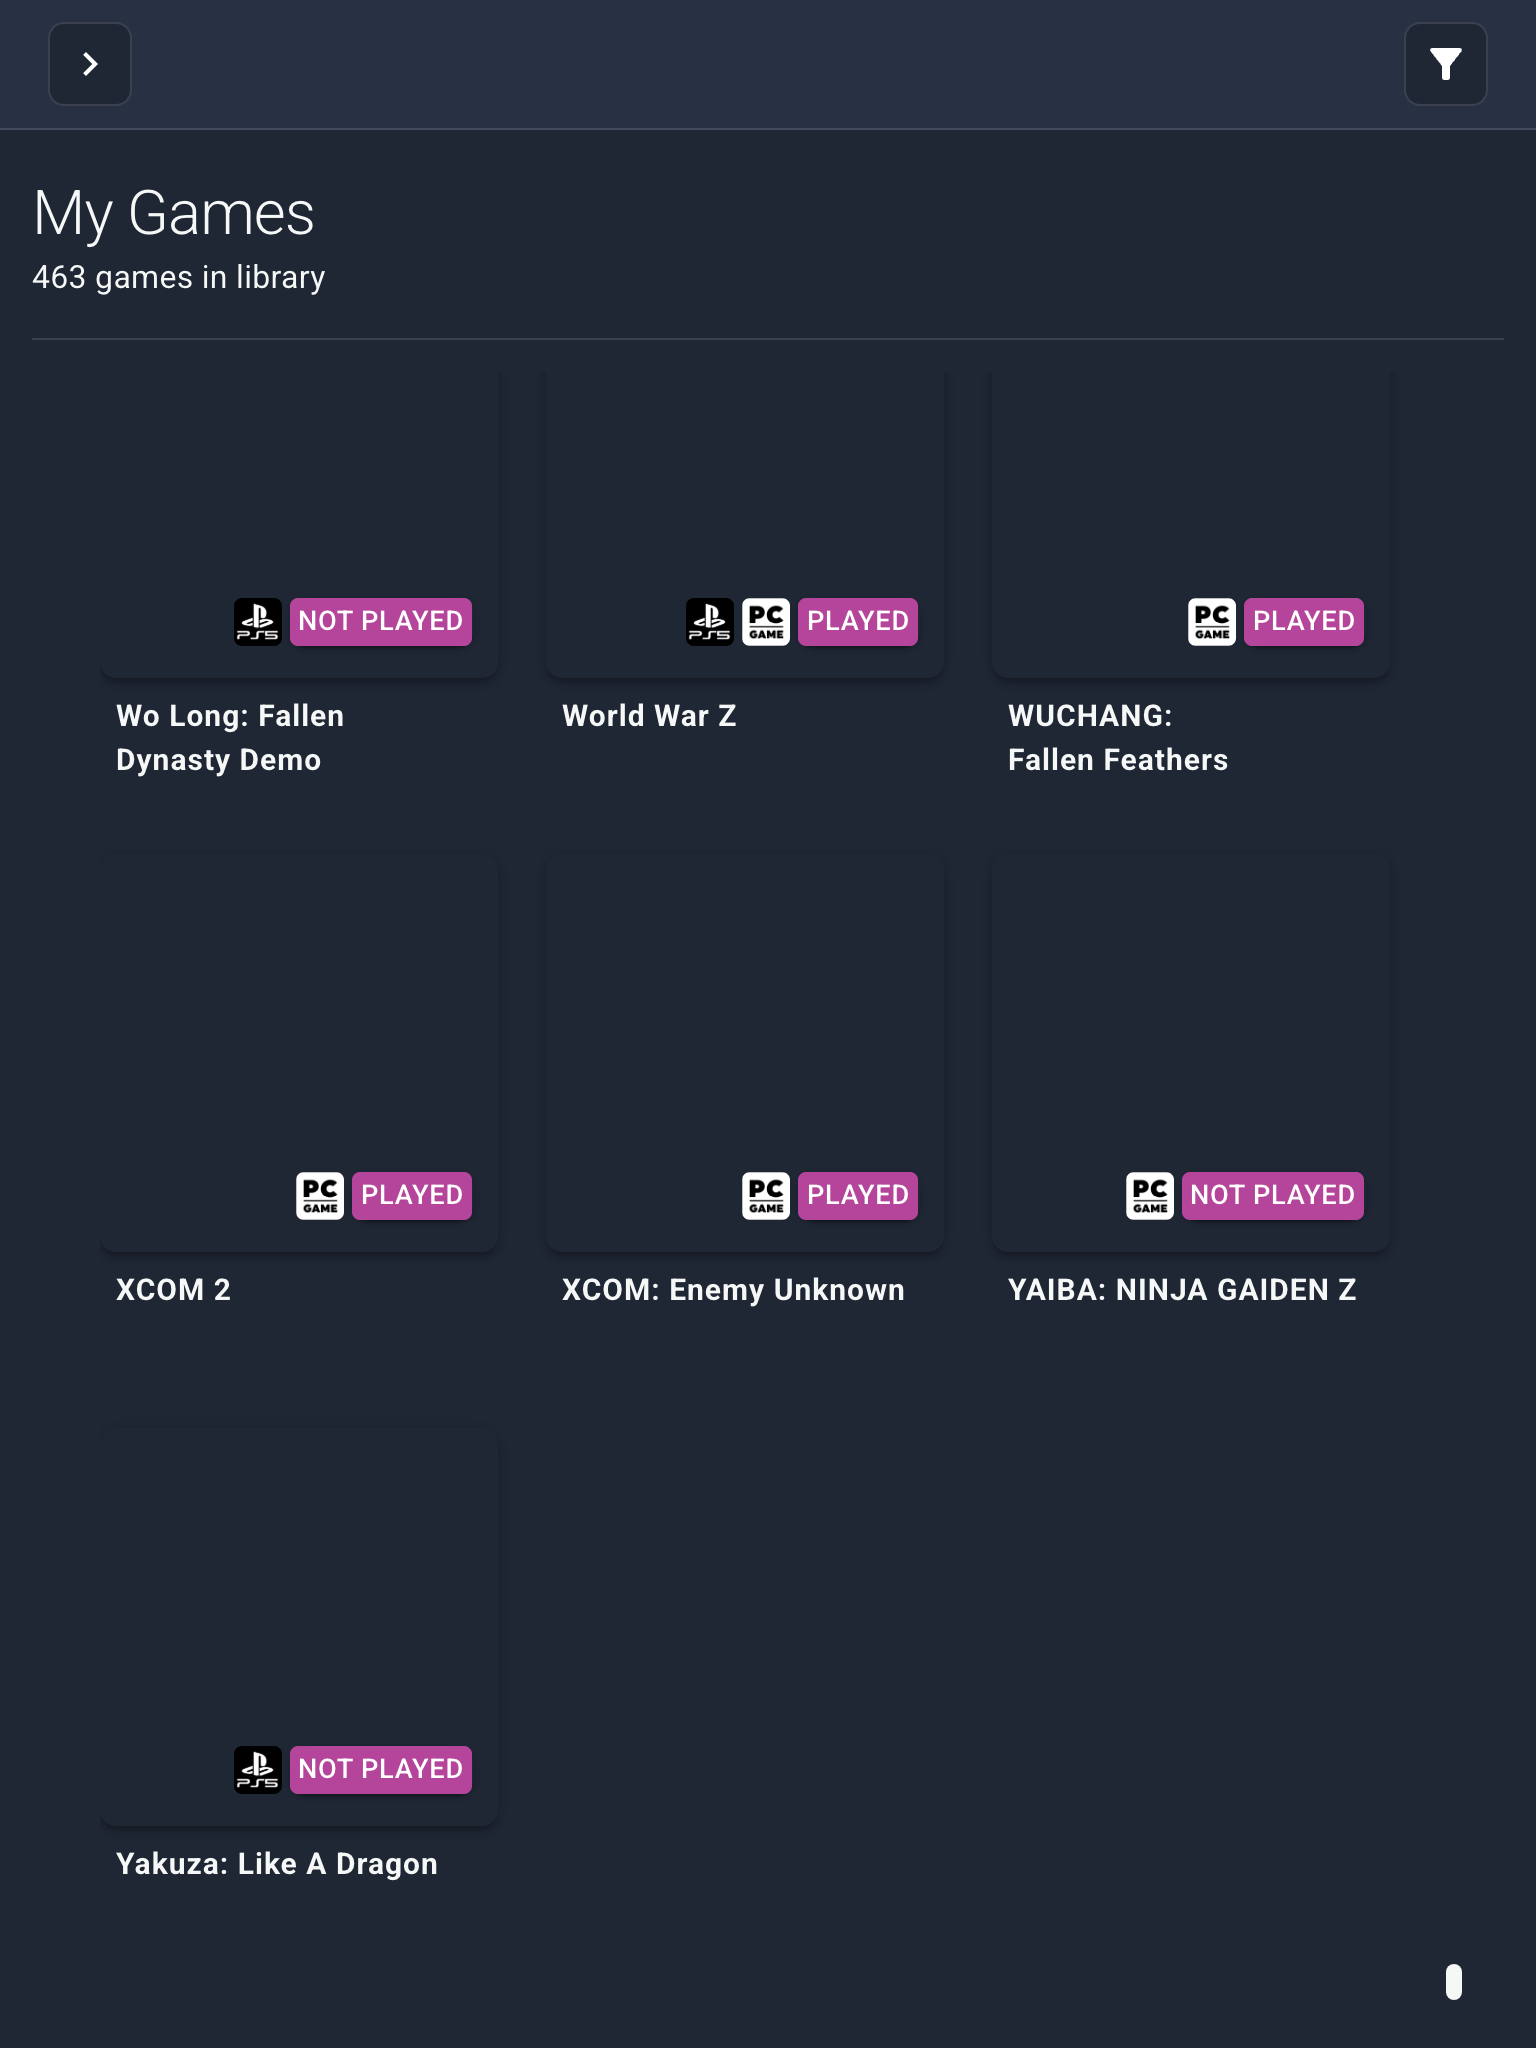 My Games
463 games in library
PS5 NOT PLAYED
PS5 PC GAME PLAYED
PC GAME PLAYED
Wo Long: Fallen
Dynasty Demo
World War Z
WUCHANG:
Fallen Feathers
PC GAME PLAYED
PC GAME PLAYED
PC GAME NOT PLAYED
XCOM 2
XCOM: Enemy Unknown
YAIBA: NINJA GAIDEN Z
PS5 NOT PLAYED
Yakuza: Like A Dragon